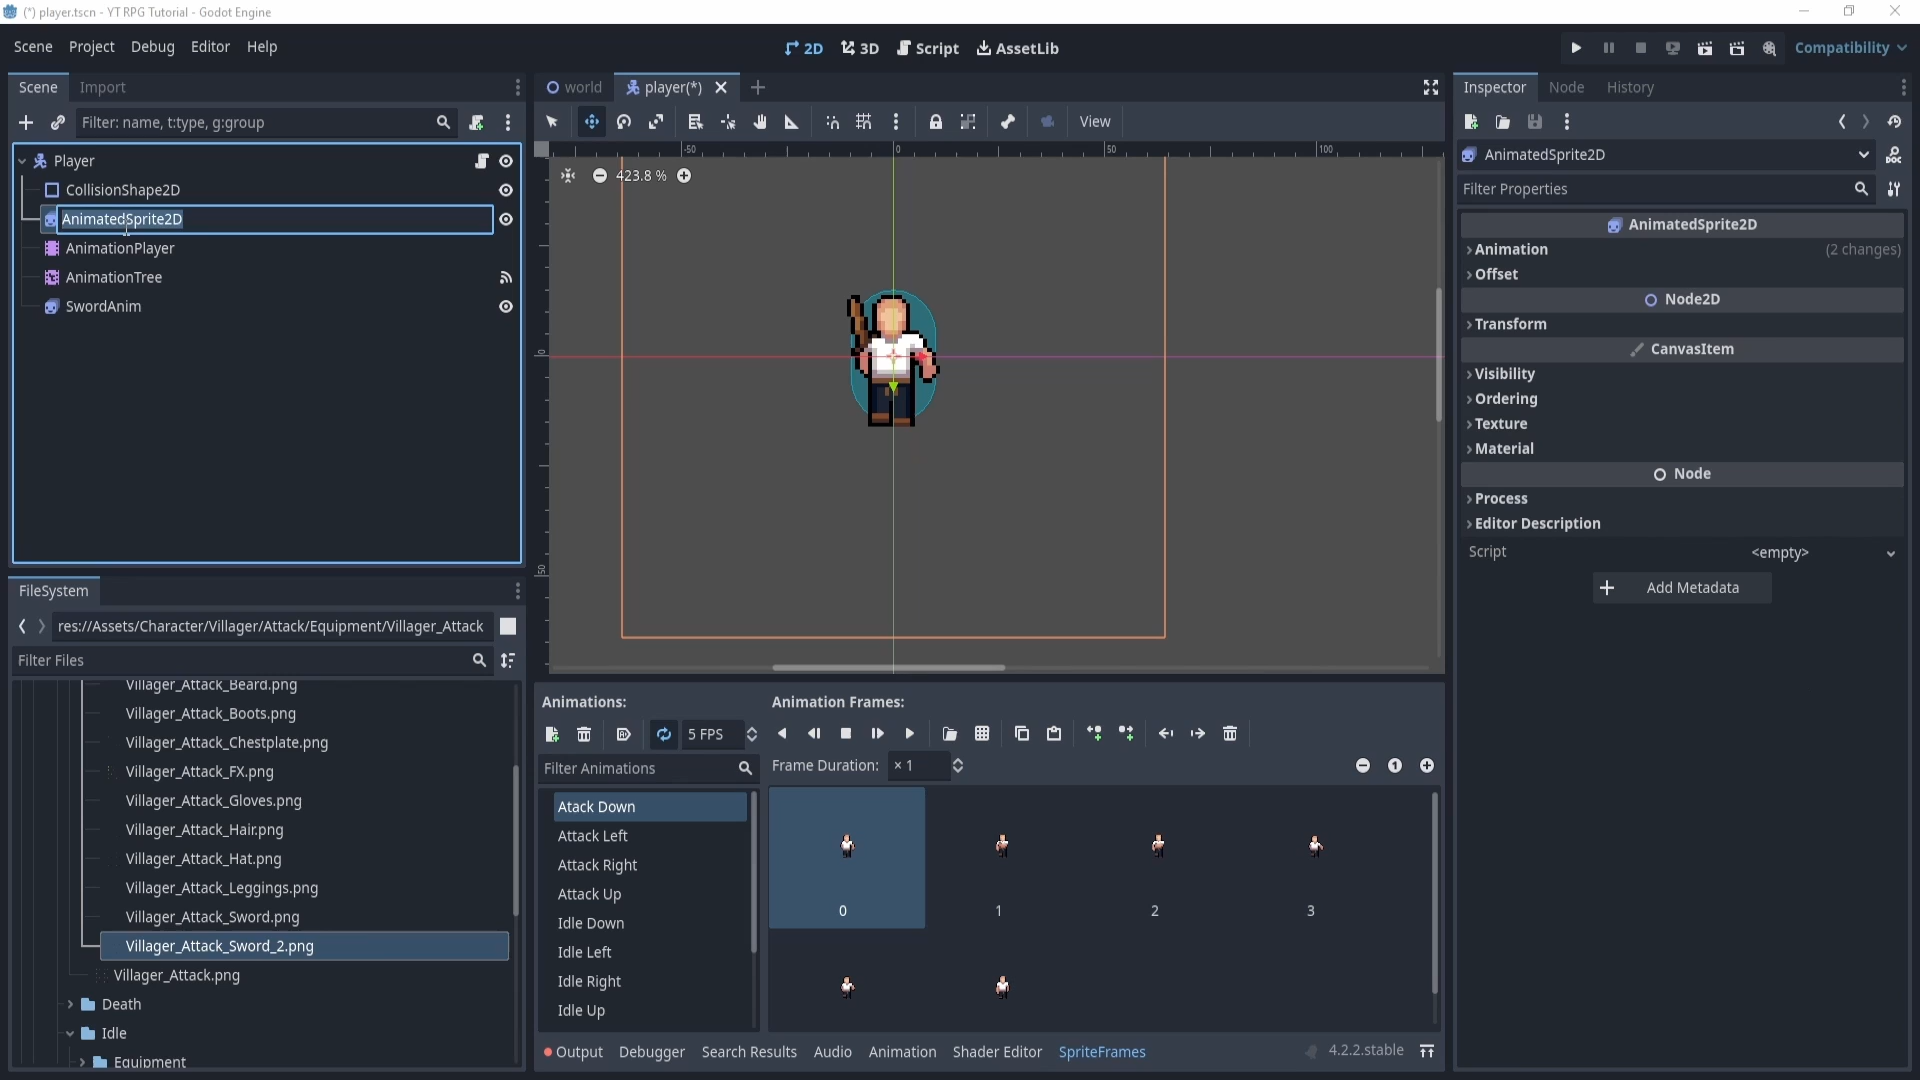 (*) player.tscn - YT RPG Tutorial - Godot Engine
Scene Project Debug Editor Help
2D 3D Script AssetLib
Compatibility
Scene Import
Filter: name, t:type, g:group
Player
CollisionShape2D
AnimatedSprite2D
AnimationPlayer
AnimationTree
SwordAnim
FileSystem
res://Assets/Character/Villager/Attack/Equipment/Villager_Attack
Filter Files
Villager_Attack_Beard.png
Villager_Attack_Boots.png
Villager_Attack_Chestplate.png
Villager_Attack_FX.png
Villager_Attack_Gloves.png
Villager_Attack_Hair.png
Villager_Attack_Hat.png
Villager_Attack_Leggings.png
Villager_Attack_Sword.png
Villager_Attack_Sword_2.png
Villager_Attack.png
Death
Idle
Equipment
world player(*)
View
-50 0 50 100
0
50
423.8 %
Animations:
5 FPS
Filter Animations
Atack Down
Attack Left
Attack Right
Attack Up
Idle Down
Idle Left
Idle Right
Idle Up
Animation Frames:
Frame Duration: × 1
1
0 1 2 3
Output Debugger Search Results Audio Animation Shader Editor SpriteFrames
4.2.2.stable
Inspector Node History
AnimatedSprite2D
Filter Properties
AnimatedSprite2D
Animation (2 changes)
Offset
Node2D
Transform
CanvasItem
Visibility
Ordering
Texture
Material
Node
Process
Editor Description
Script <empty>
Add Metadata